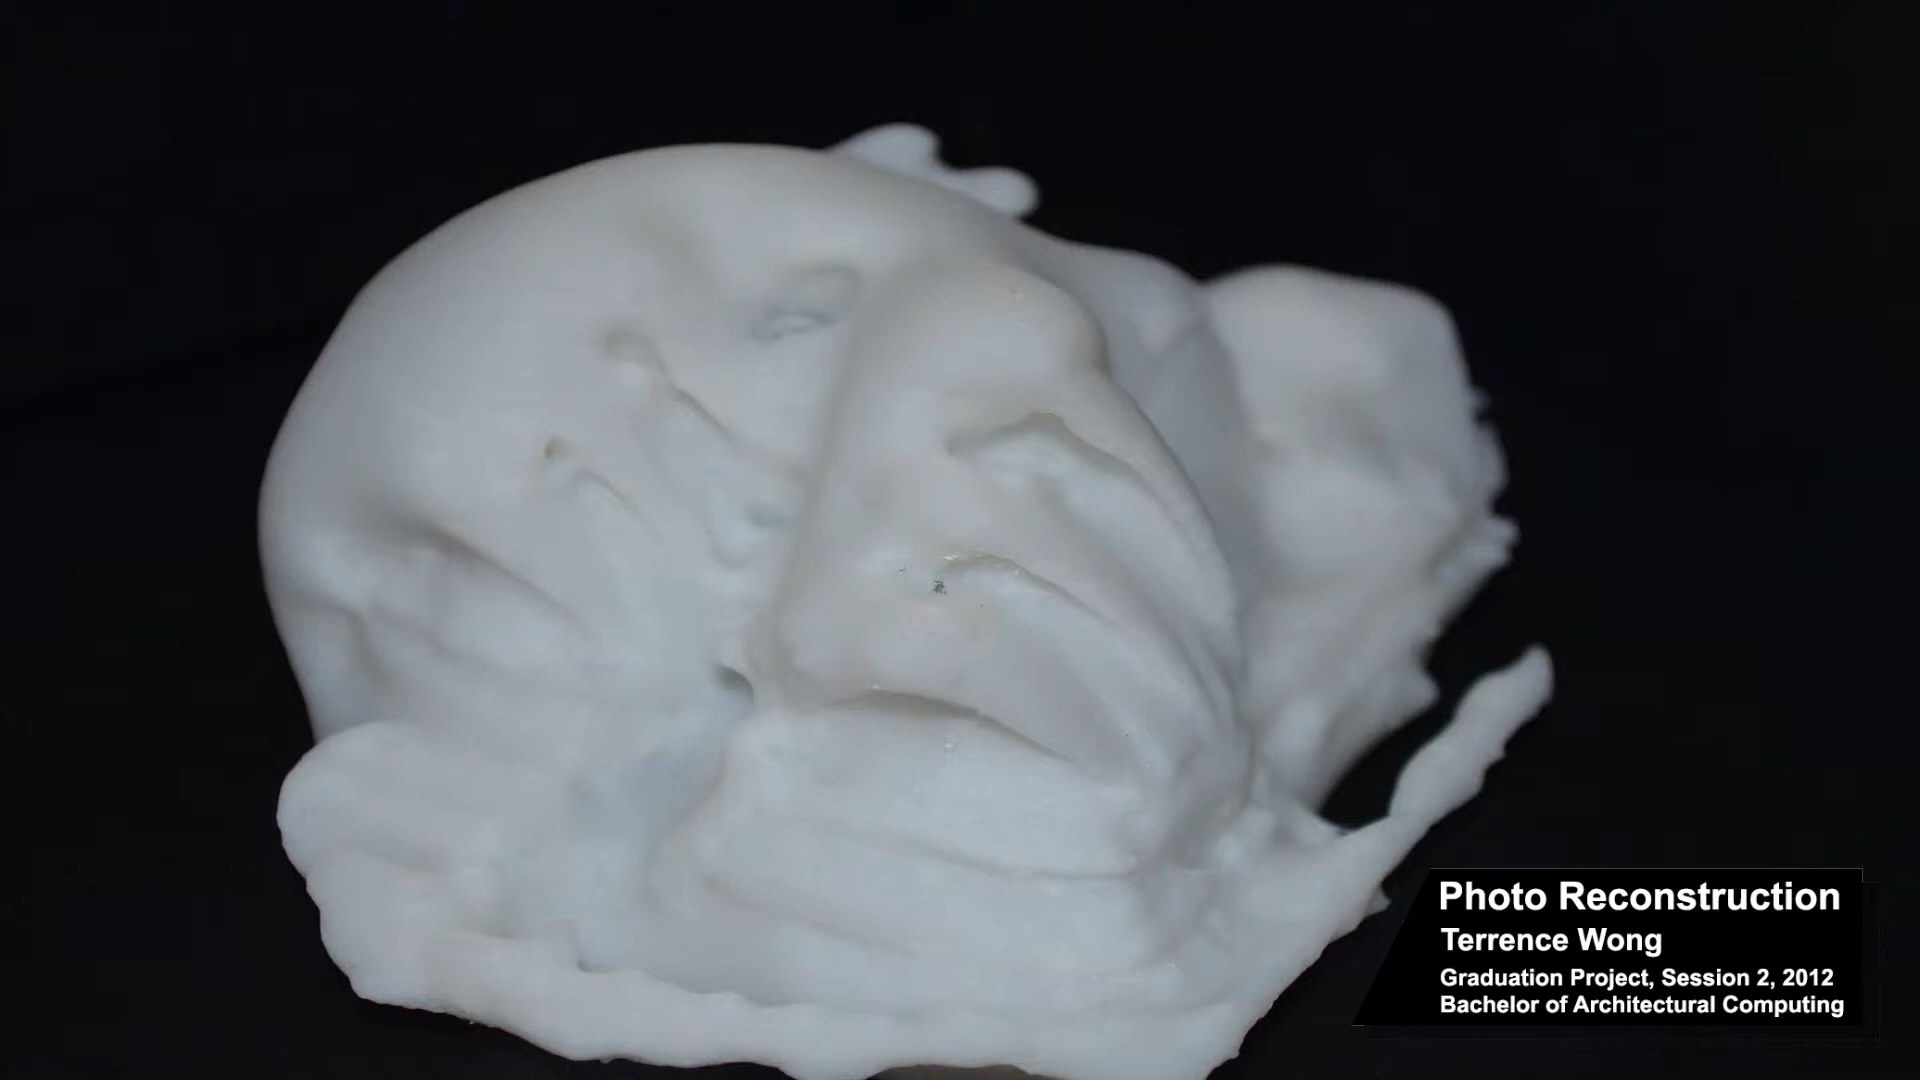 Photo Reconstruction
Terrence Wong
Graduation Project, Session 2, 2012
Bachelor of Architectural Computing